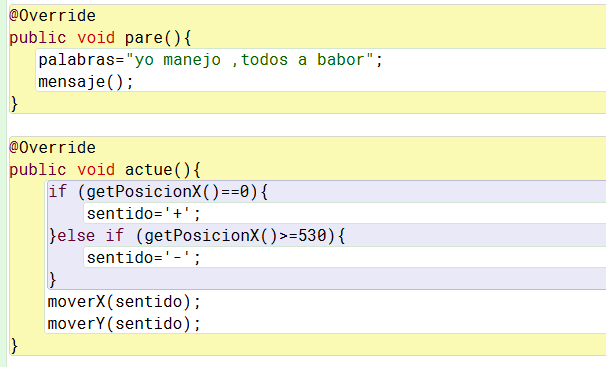 @Override
public void pare(){
palabras="yo manejo ,todos a babor";
mensaje();
}
@Override
public void actue(){
if (getPosicionX()==0){
sentido='+';
}else if (getPosicionX()>=530){
sentido='-';
}
moverX(sentido);
moverY(sentido);
}